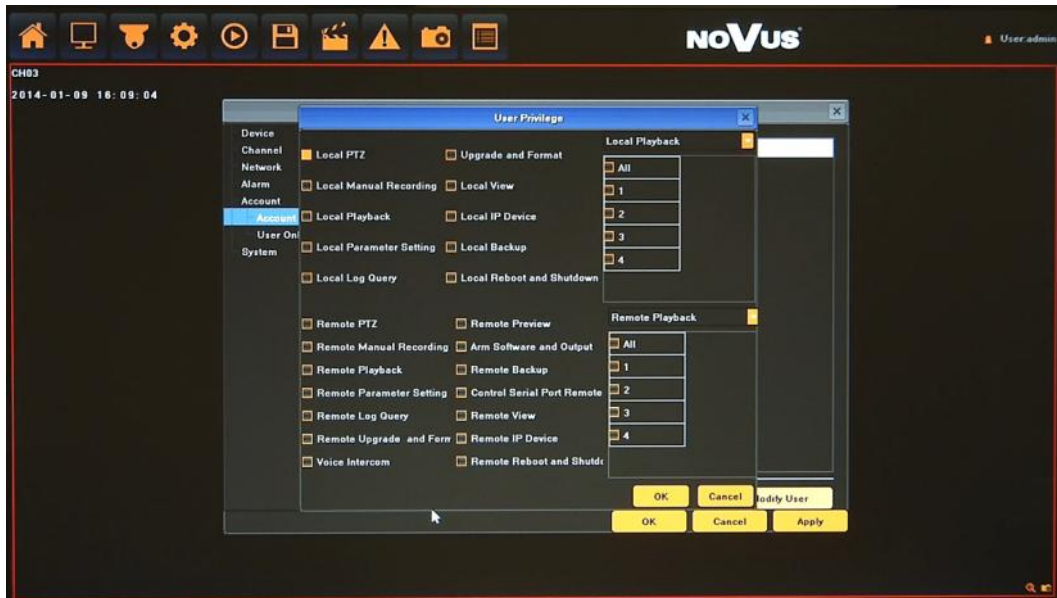 NOVUS
User:admin
CH03
2014-01-09 16:09:04
User Privilege
Device
Channel
Network
Alarm
Account
Account
User Onl
System
Local PTZ
Upgrade and Format
Local Manual Recording
Local View
Local Playback
Local IP Device
Local Parameter Setting
Local Backup
Local Log Query
Local Reboot and Shutdown
Local Playback
All
1
2
3
4
Remote PTZ
Remote Preview
Remote Manual Recording
Arm Software and Output
Remote Playback
Remote Backup
Remote Parameter Setting
Control Serial Port Remote
Remote Log Query
Remote View
Remote Upgrade and Form
Remote IP Device
Voice Intercom
Remote Reboot and Shutdo
Remote Playback
All
1
2
3
4
OK
Cancel
Modify User
OK
Cancel
Apply